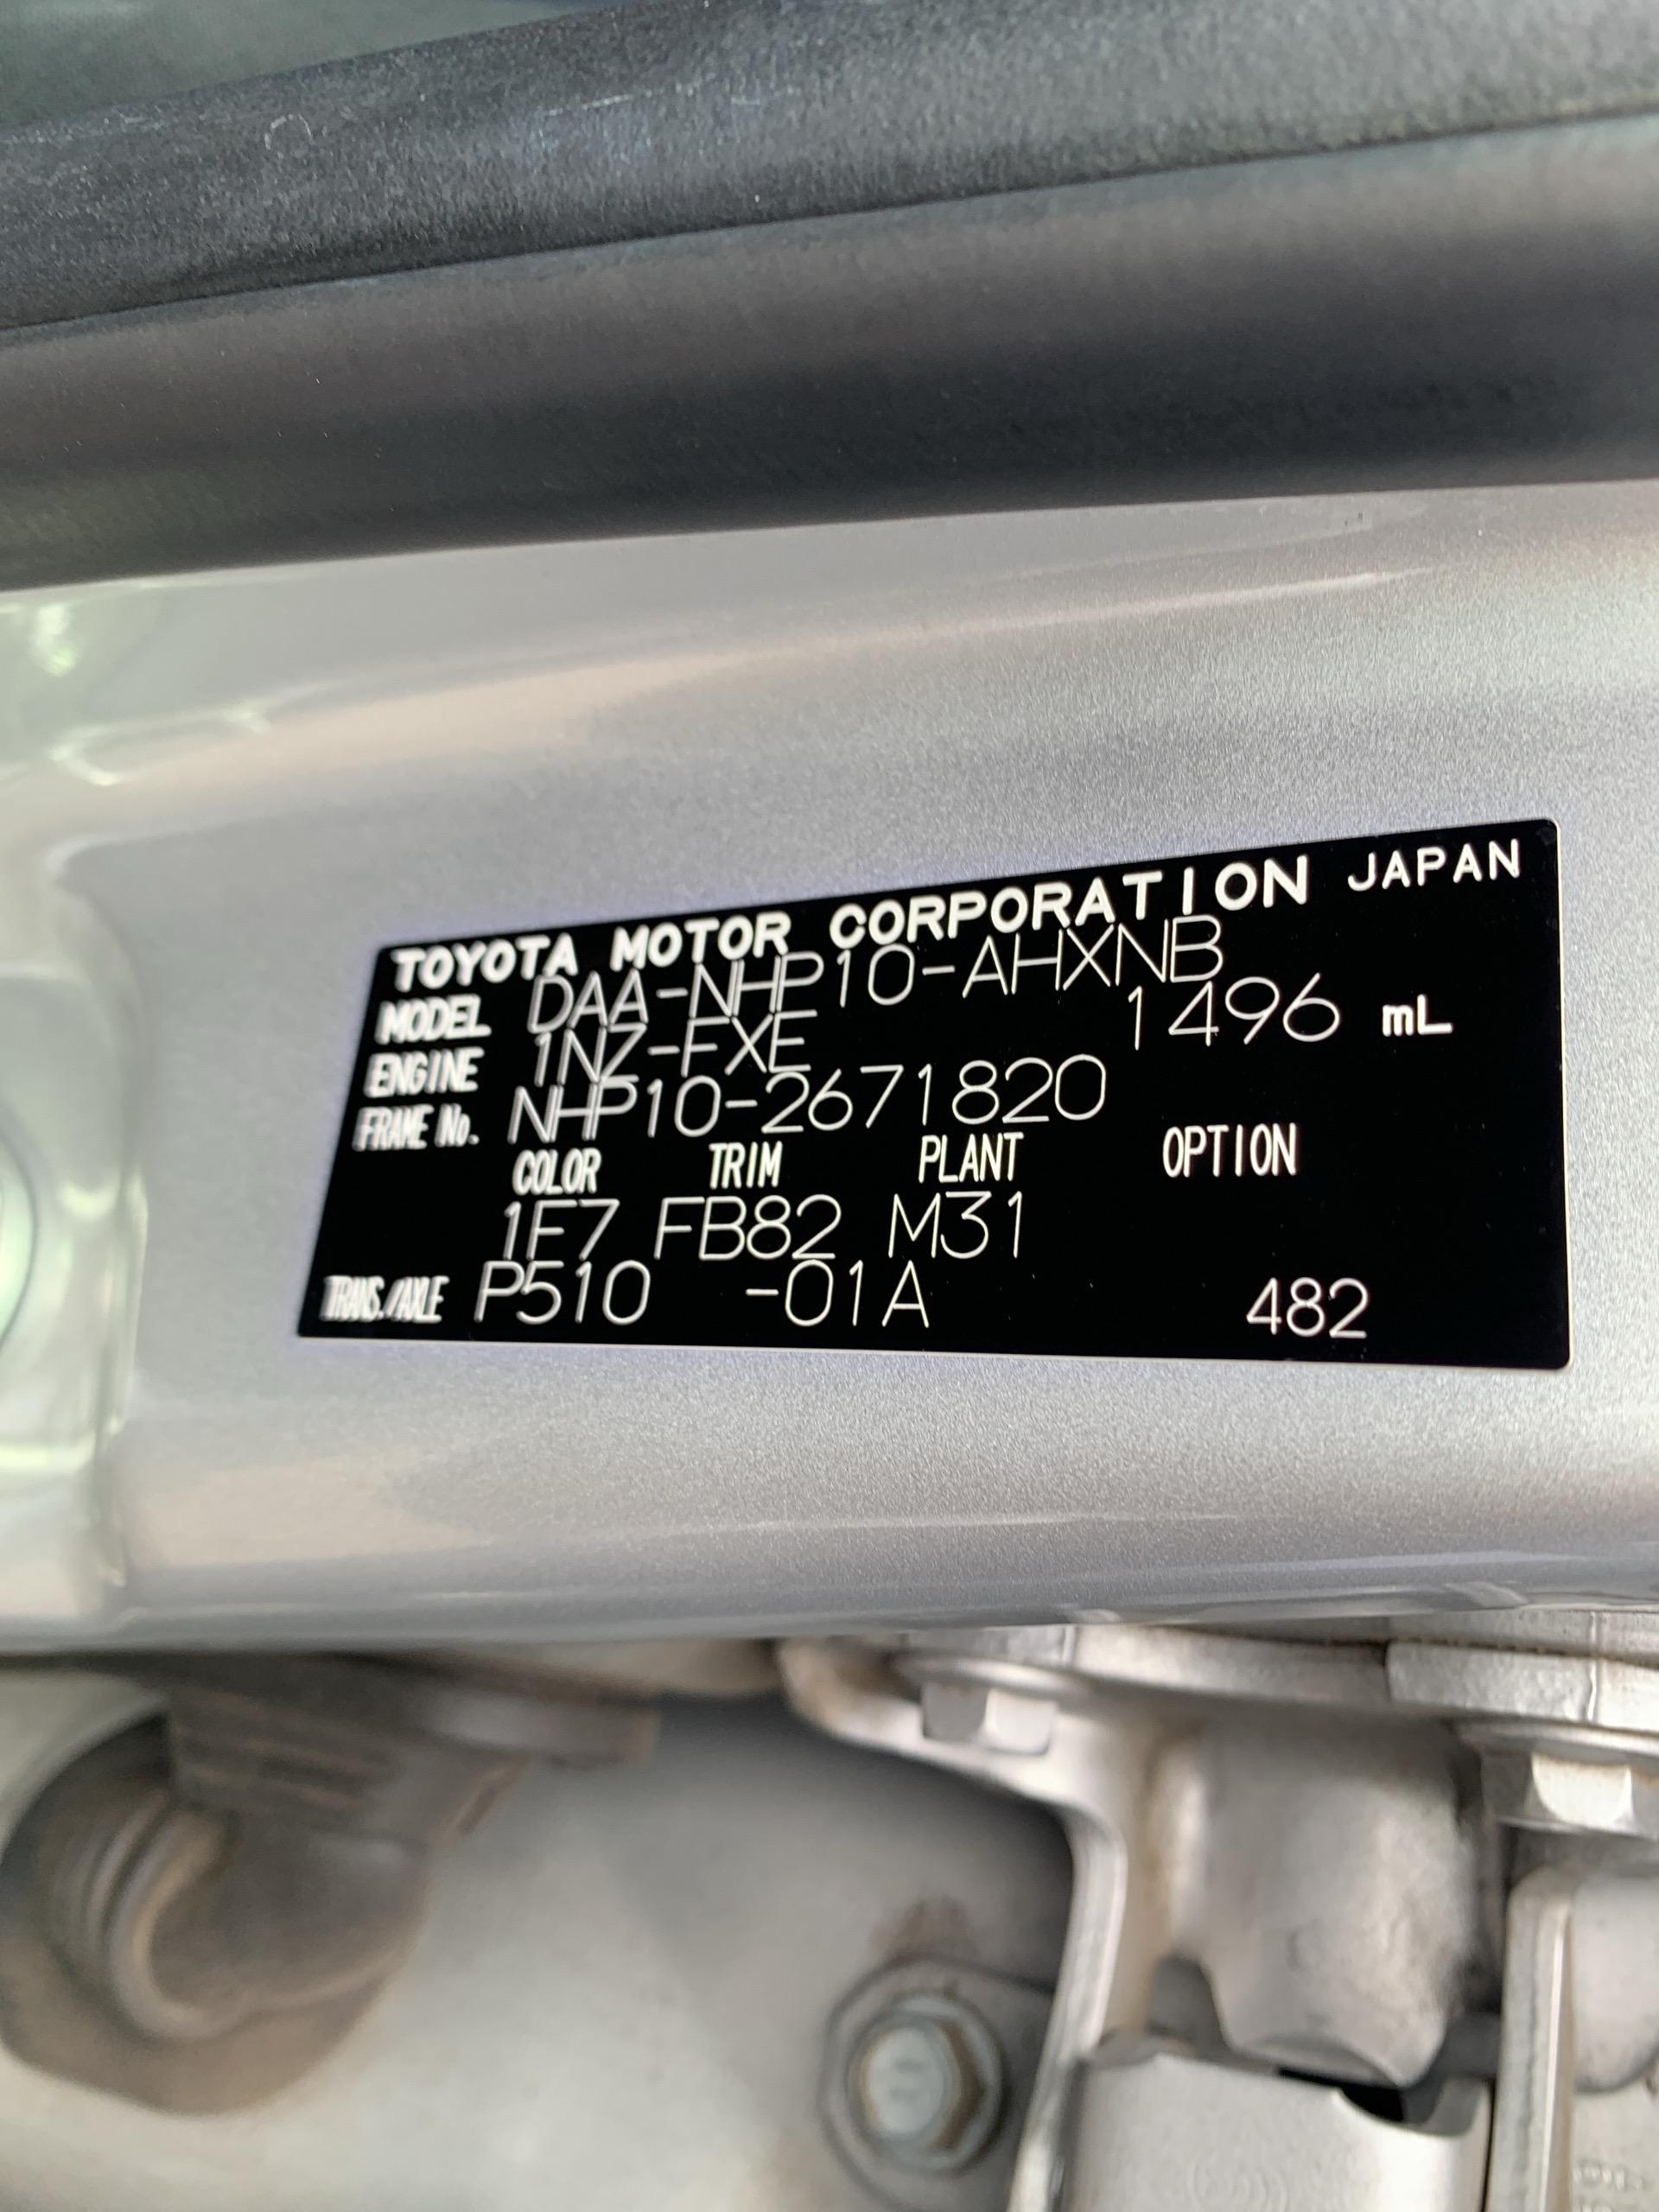 TOYOTA MOTOR CORPORATION JAPAN
MODEL DAA-NHP10-AHXNB
ENGINE 1NZ-FXE 1496 mL
FRAME No. NHP10-2671820
COLOR TRIM PLANT OPTION
1F7 FB82 M31
TRANS./AXLE P510 -01A 482